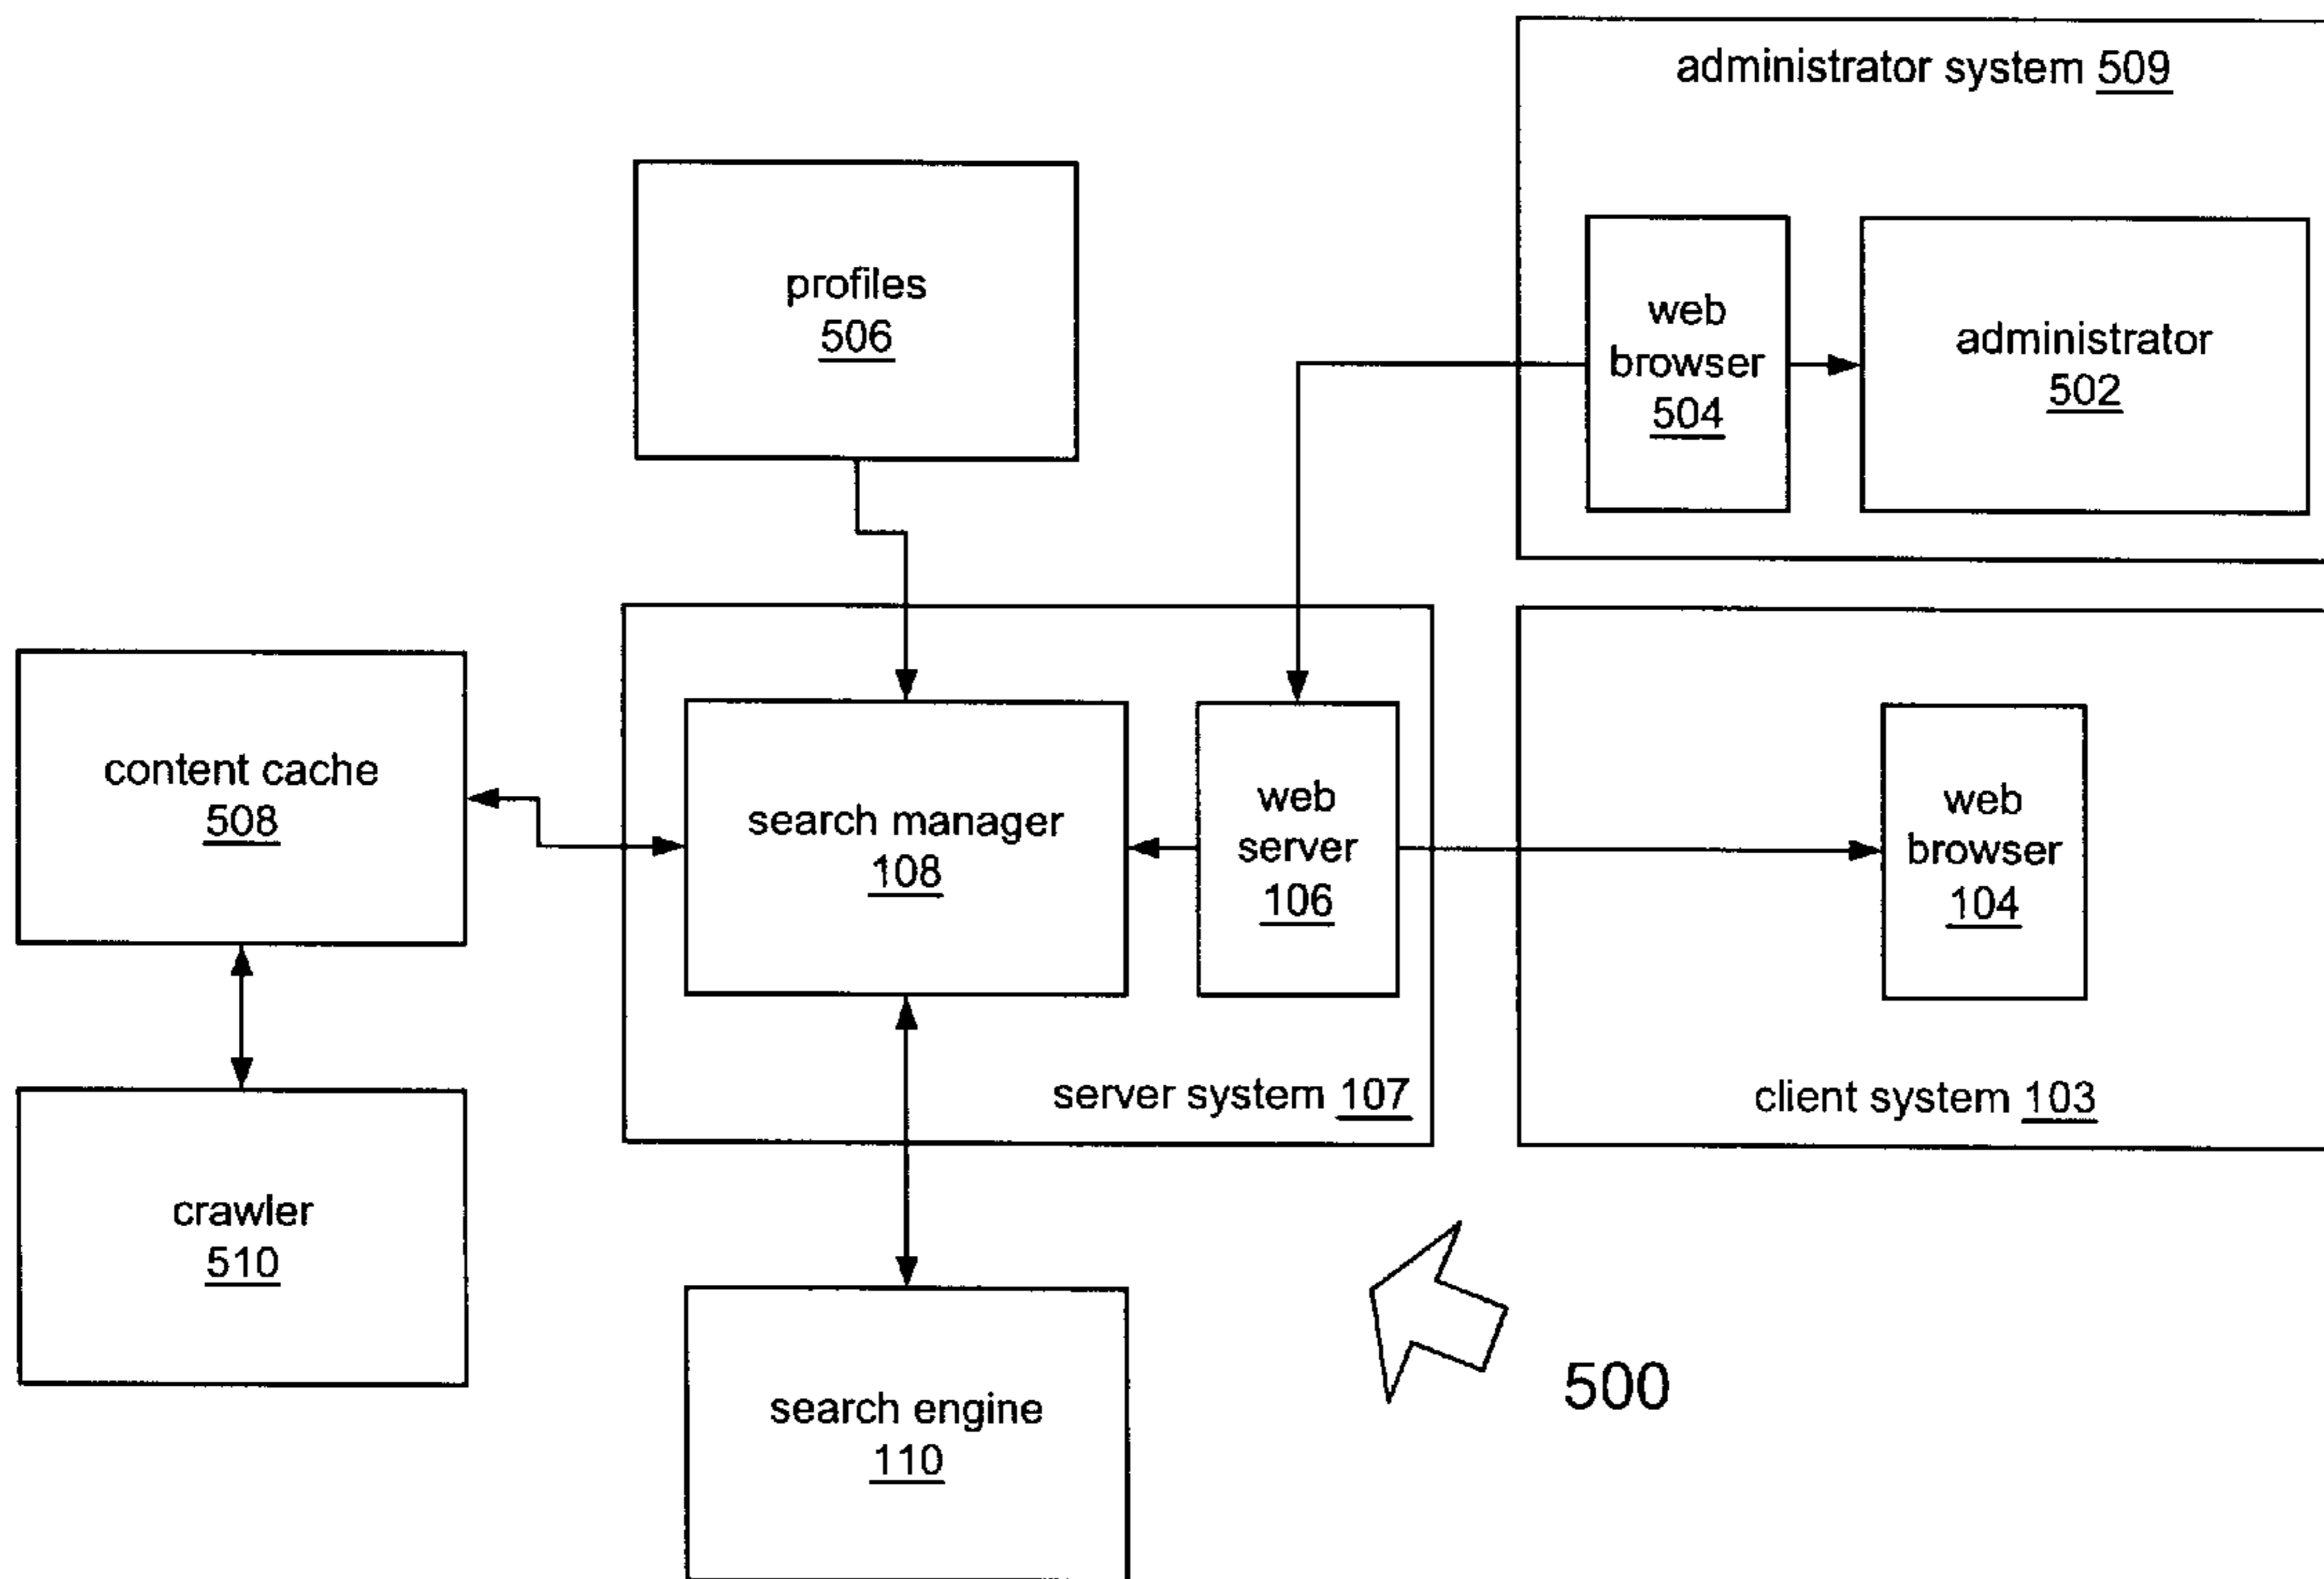 administrator system 509
profiles
506
web
browser
504
administrator
502
content cache
508
search manager
108
web
server
106
web
browser
104
server system 107
client system 103
crawler
510
search engine
110
500